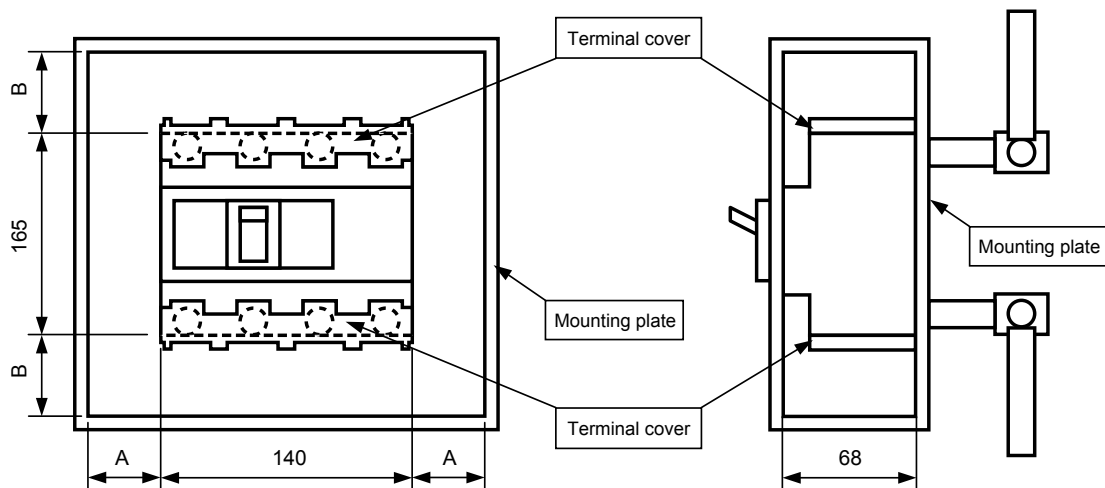 Terminal cover
B
165
B
Mounting plate
Mounting plate
Terminal cover
A
140
A
68